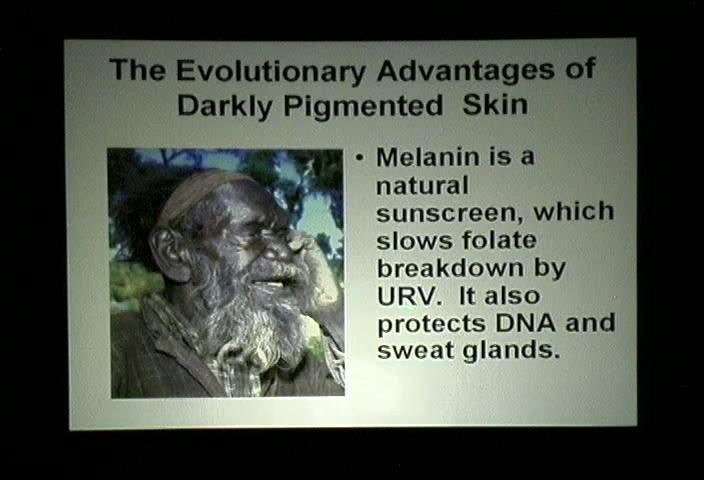 The Evolutionary Advantages of
Darkly Pigmented Skin
• Melanin is a
natural
sunscreen, which
slows folate
breakdown by
URV. It also
protects DNA and
sweat glands.